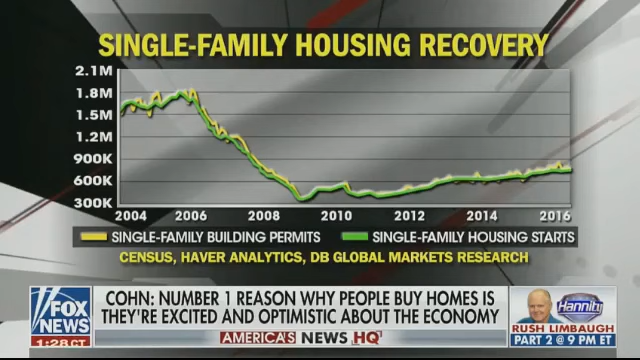 SINGLE-FAMILY HOUSING RECOVERY
2.1M
1.8M
1.5M
1.2M
900K
600K
300K
2004 2006 2008 2010 2012 2014 2016
SINGLE-FAMILY BUILDING PERMITS SINGLE-FAMILY HOUSING STARTS
CENSUS, HAVER ANALYTICS, DB GLOBAL MARKETS RESEARCH
FOX
NEWS
1:28 CT
COHN: NUMBER 1 REASON WHY PEOPLE BUY HOMES IS
THEY'RE EXCITED AND OPTIMISTIC ABOUT THE ECONOMY
AMERICA'S NEWS HQ
Hannity
RUSH LIMBAUGH
PART 2 @ 9 PM ET